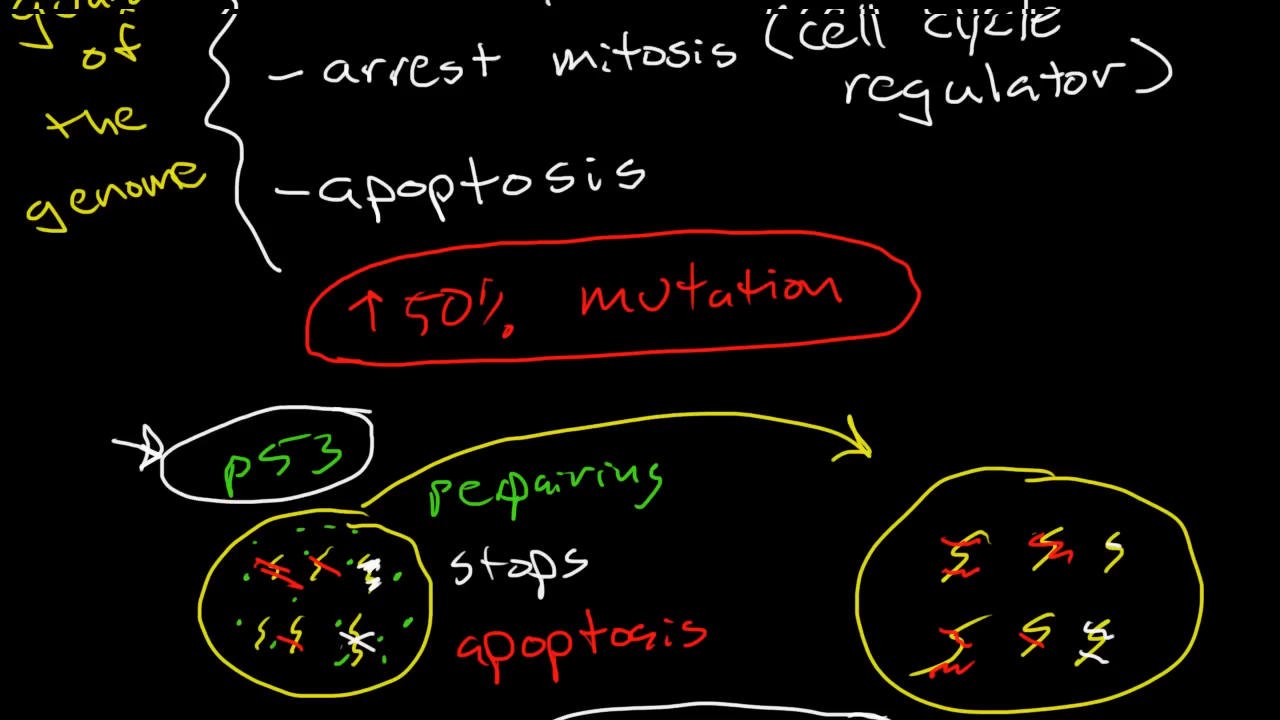 of
the
genome
- arrest mitosis (cell cycle
regulator)
- apoptosis
↑ 50% mutation
p53
repairing
stops
apoptosis